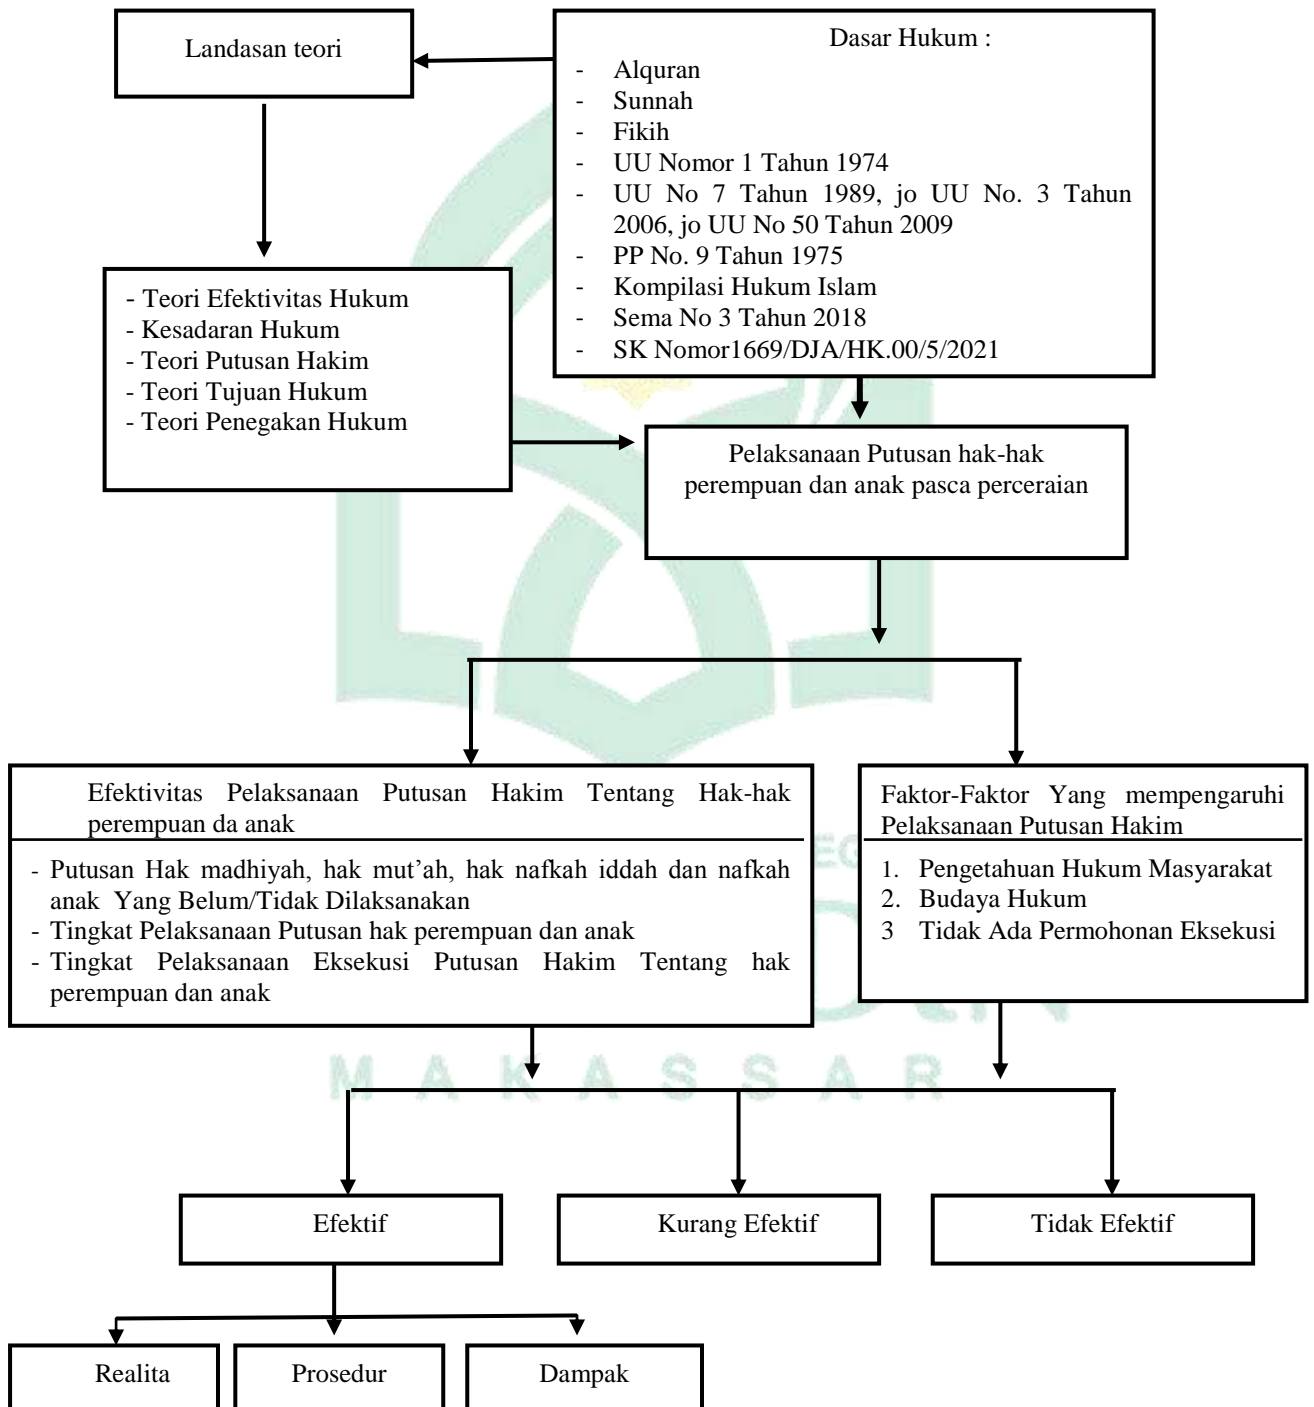 Landasan teori
Dasar Hukum :
- Alquran
- Sunnah
- Fikih
- UU Nomor 1 Tahun 1974
- UU No 7 Tahun 1989, jo UU No. 3 Tahun
2006, jo UU No 50 Tahun 2009
- PP No. 9 Tahun 1975
- Kompilasi Hukum Islam
- Sema No 3 Tahun 2018
- SK Nomor1669/DJA/HK.00/5/2021
- Teori Efektivitas Hukum
- Kesadaran Hukum
- Teori Putusan Hakim
- Teori Tujuan Hukum
- Teori Penegakan Hukum
Pelaksanaan Putusan hak-hak
perempuan dan anak pasca perceraian
Efektivitas Pelaksanaan Putusan Hakim Tentang Hak-hak
perempuan da anak
- Putusan Hak madhiyah, hak mut'ah, hak nafkah iddah dan nafkah
anak Yang Belum/Tidak Dilaksanakan
- Tingkat Pelaksanaan Putusan hak perempuan dan anak
- Tingkat Pelaksanaan Eksekusi Putusan Hakim Tentang hak
perempuan dan anak
Faktor-Faktor Yang mempengaruhi
Pelaksanaan Putusan Hakim
1. Pengetahuan Hukum Masyarakat
2. Budaya Hukum
3 Tidak Ada Permohonan Eksekusi
MAKASSAR
Efektif
Kurang Efektif
Tidak Efektif
Realita
Prosedur
Dampak